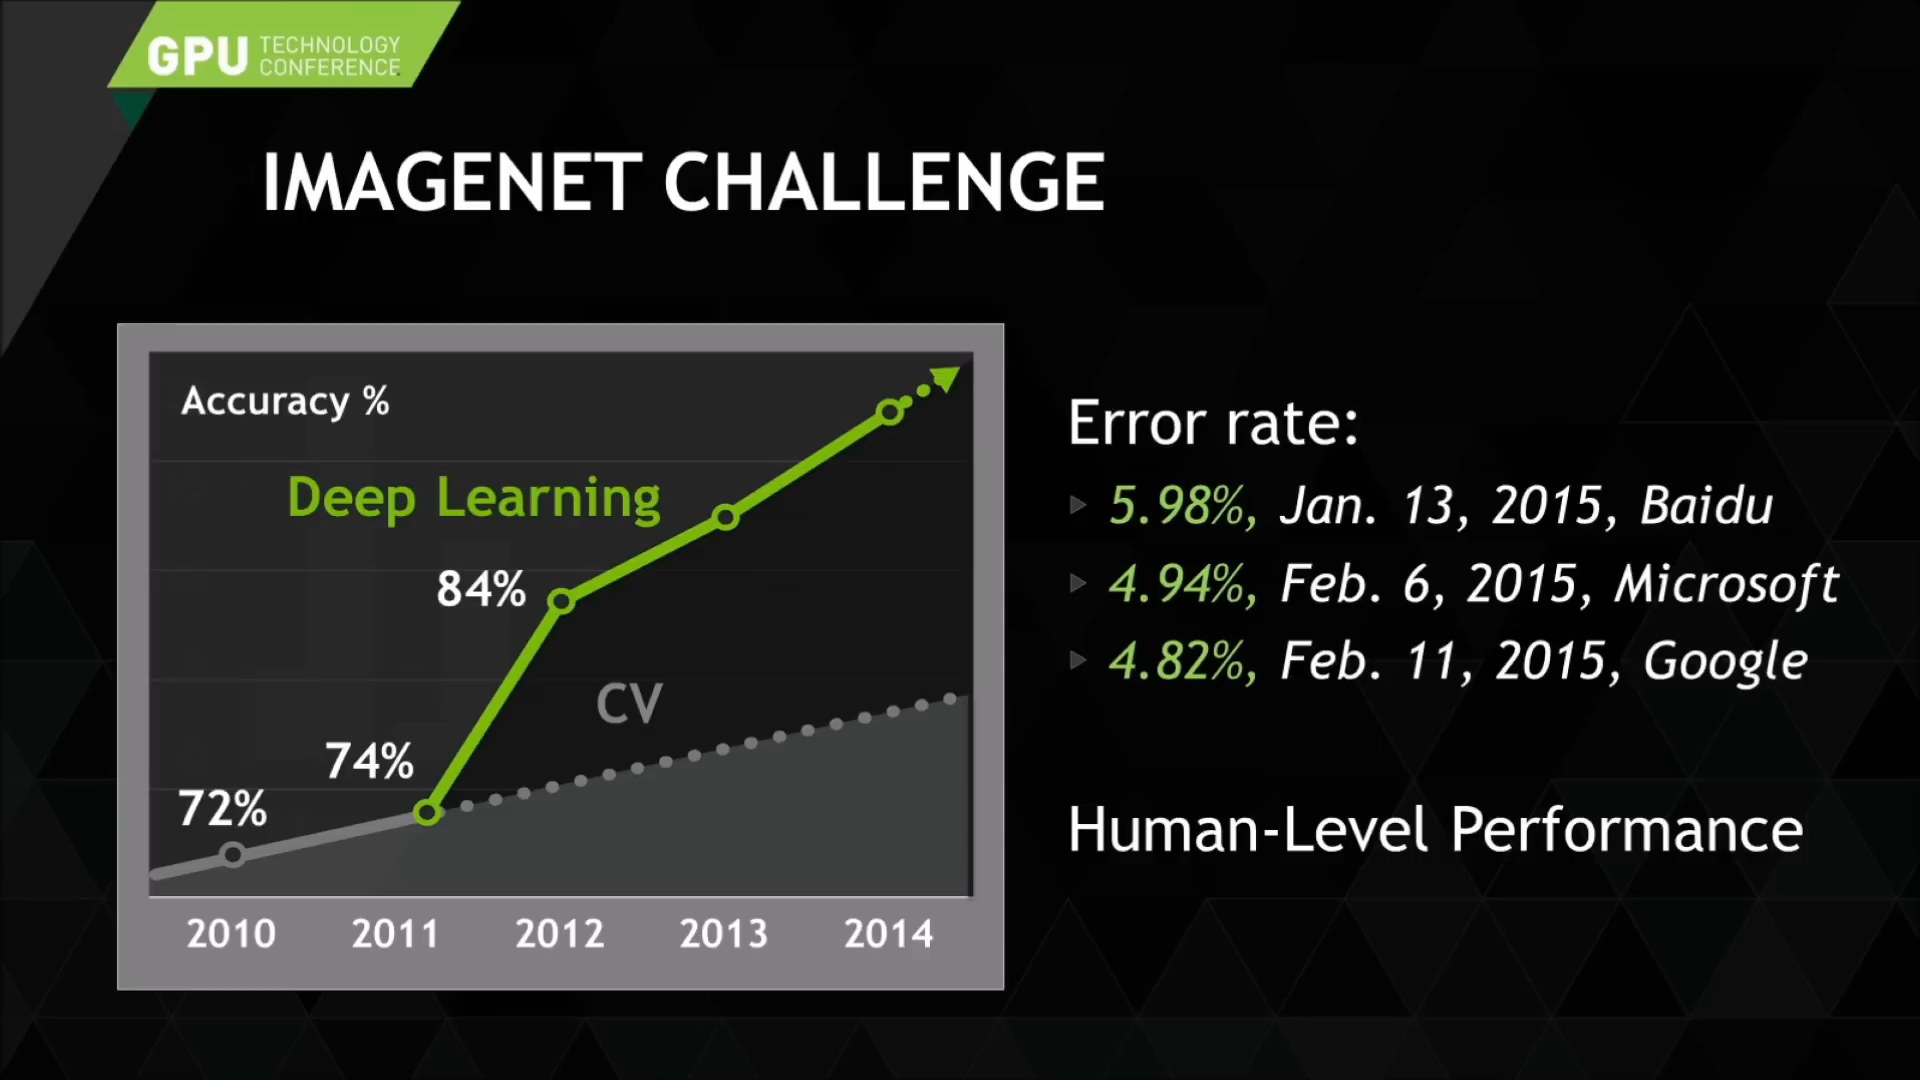 GPU TECHNOLOGY
CONFERENCE
IMAGENET CHALLENGE
Accuracy %
Deep Learning
84%
CV
74%
72%
2010 2011 2012 2013 2014
Error rate:
5.98%, Jan. 13, 2015, Baidu
4.94%, Feb. 6, 2015, Microsoft
4.82%, Feb. 11, 2015, Google
Human-Level Performance